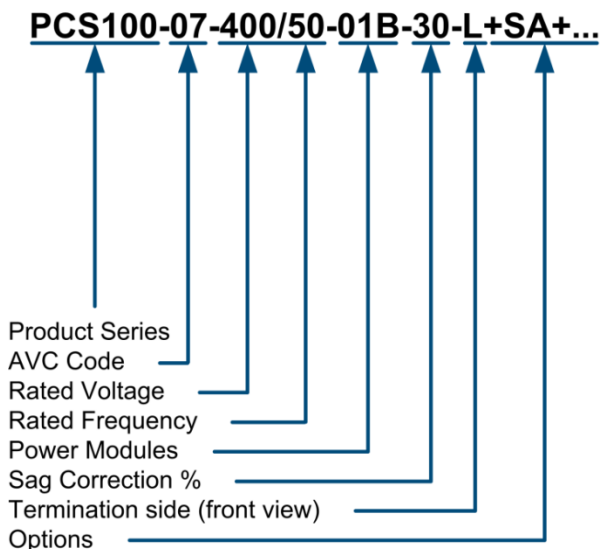 PCS100-07-400/50-01B-30-L+SA+...
Product Series
AVC Code
Rated Voltage
Rated Frequency
Power Modules
Sag Correction %
Termination side (front view)
Options